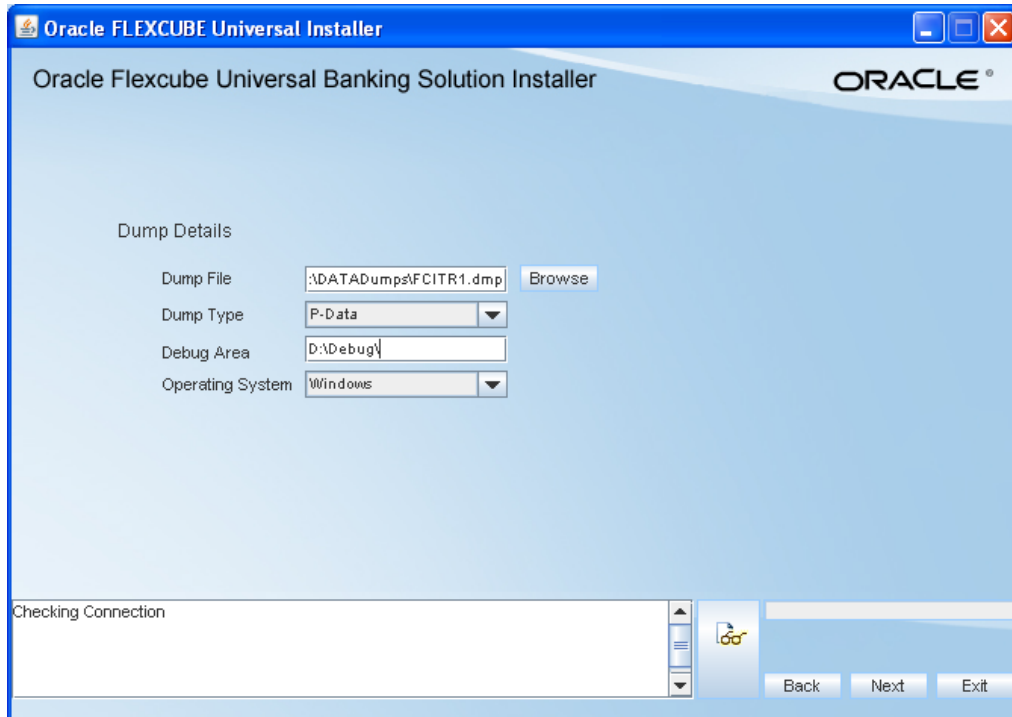 Oracle FLEXCUBE Universal Installer
Oracle Flexcube Universal Banking Solution Installer
ORACLE®
Dump Details
Dump File :\DATADumps\FCITR1.dmp Browse
Dump Type P-Data
Debug Area D:\Debug\
Operating System Windows
Checking Connection
Back Next Exit